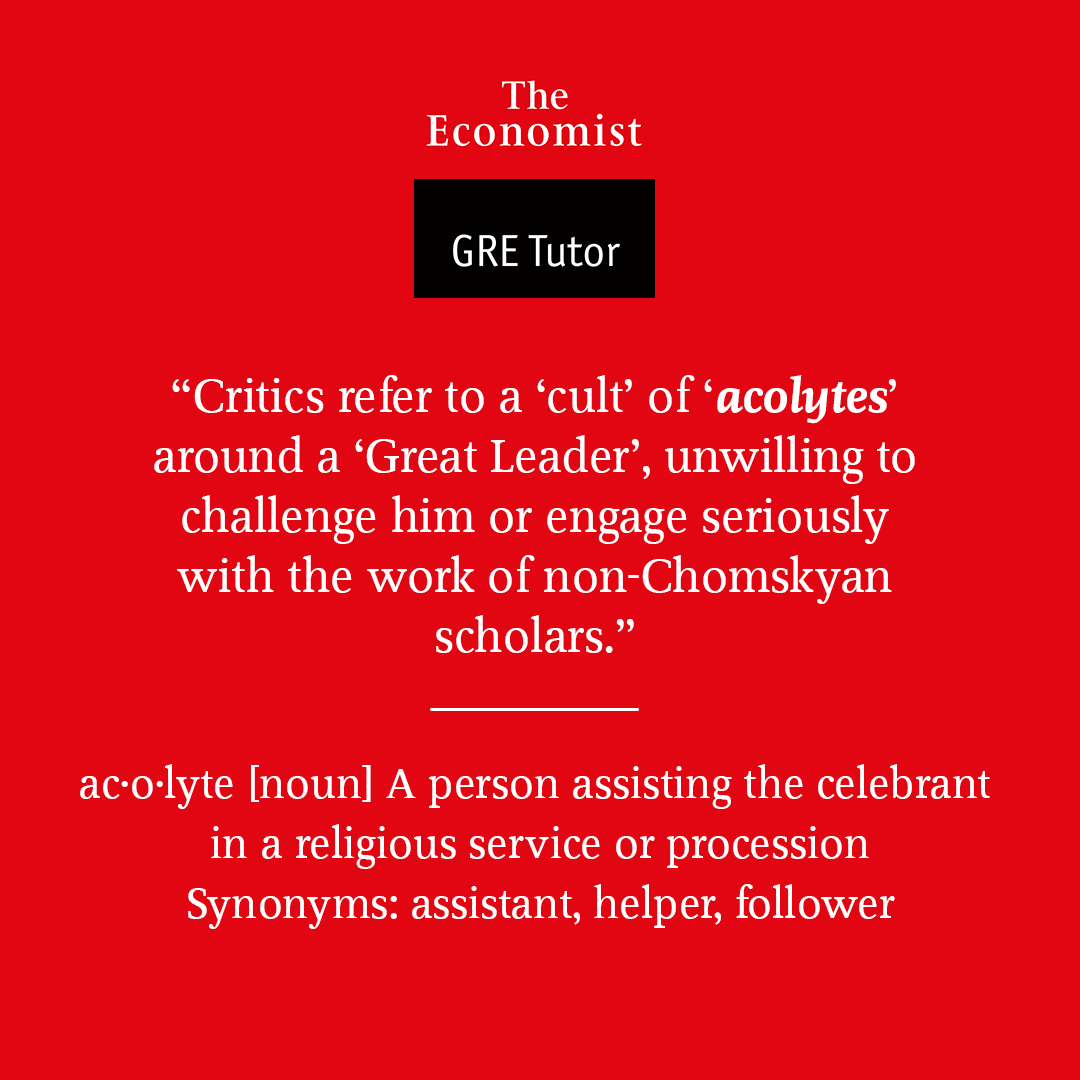 The
Economist
GRE Tutor
“Critics refer to a ‘cult’ of ‘acolytes’
around a ‘Great Leader’, unwilling to
challenge him or engage seriously
with the work of non-Chomskyan
scholars.”
ac·o·lyte [noun] A person assisting the celebrant
in a religious service or procession
Synonyms: assistant, helper, follower